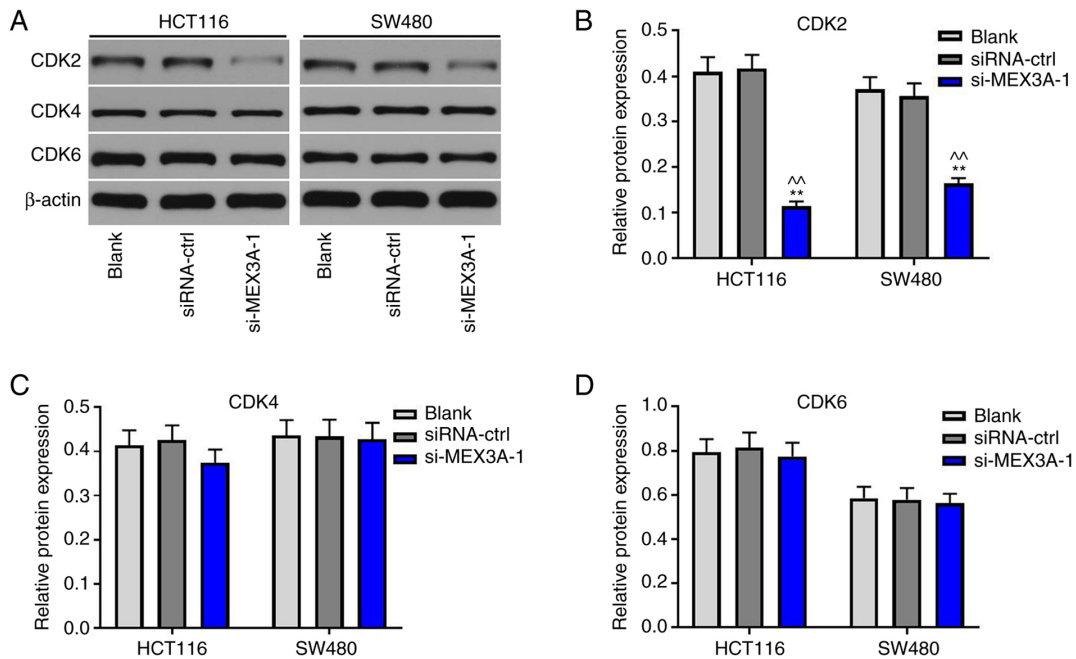 A
HCT116 SW480
CDK2
CDK4
CDK6
β-actin
Blank
siRNA-ctrl
si-MEX3A-1
Blank
siRNA-ctrl
si-MEX3A-1
B
CDK2
Relative protein expression
0.5
0.4
0.3
0.2
0.1
0.0
Blank
siRNA-ctrl
si-MEX3A-1
^^
**
^^
**
HCT116 SW480
C
CDK4
Relative protein expression
0.5
0.4
0.3
0.2
0.1
0.0
Blank
siRNA-ctrl
si-MEX3A-1
HCT116 SW480
D
CDK6
Relative protein expression
1.0
0.8
0.6
0.4
0.2
0.0
Blank
siRNA-ctrl
si-MEX3A-1
HCT116 SW480